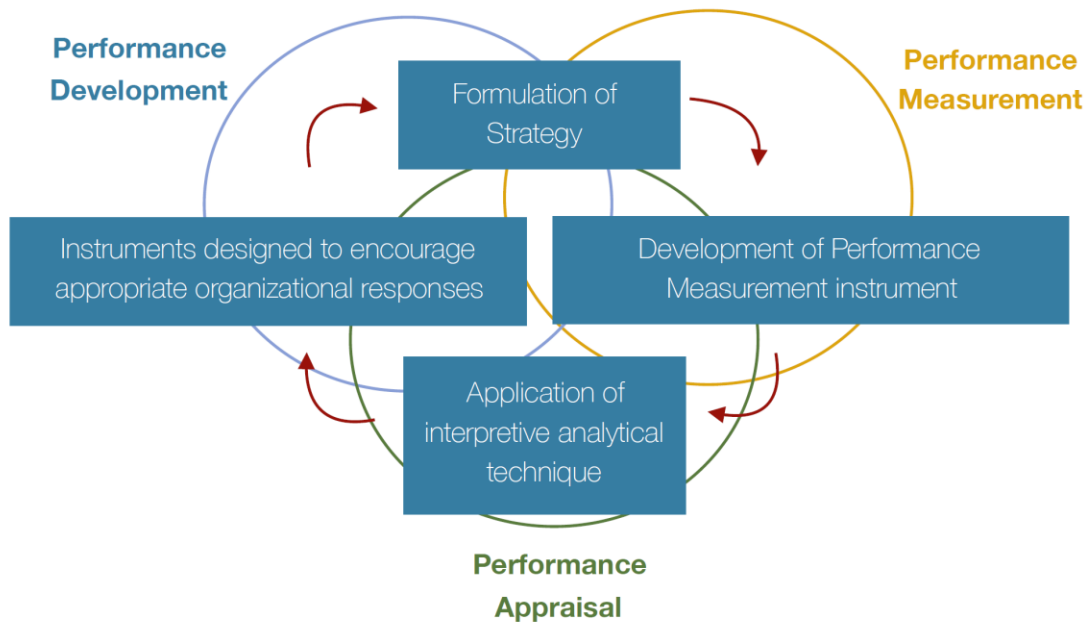 Performance
Development
Performance
Measurement
Formulation of
Strategy
Instruments designed to encourage
appropriate organizational responses
Development of Performance
Measurement instrument
Application of
interpretive analytical
technique
Performance
Appraisal